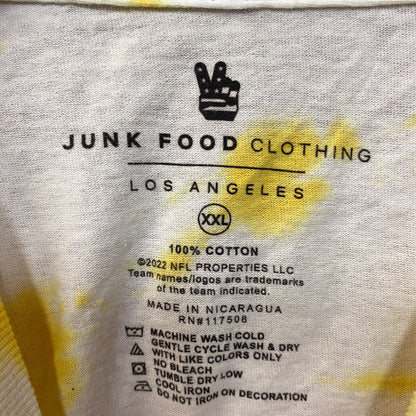 JUNK FOOD CLOTHING
LOS ANGELES
XXL
100% COTTON
©2022 NFL PROPERTIES LLC
Team names/logos are trademarks
of the team indicated.
MADE IN NICARAGUA
RN#117508
MACHINE WASH COLD
GENTLE CYCLE WASH & DRY
WITH LIKE COLORS ONLY
NO BLEACH
TUMBLE DRY LOW
COOL IRON
DO NOT IRON ON DECORATION